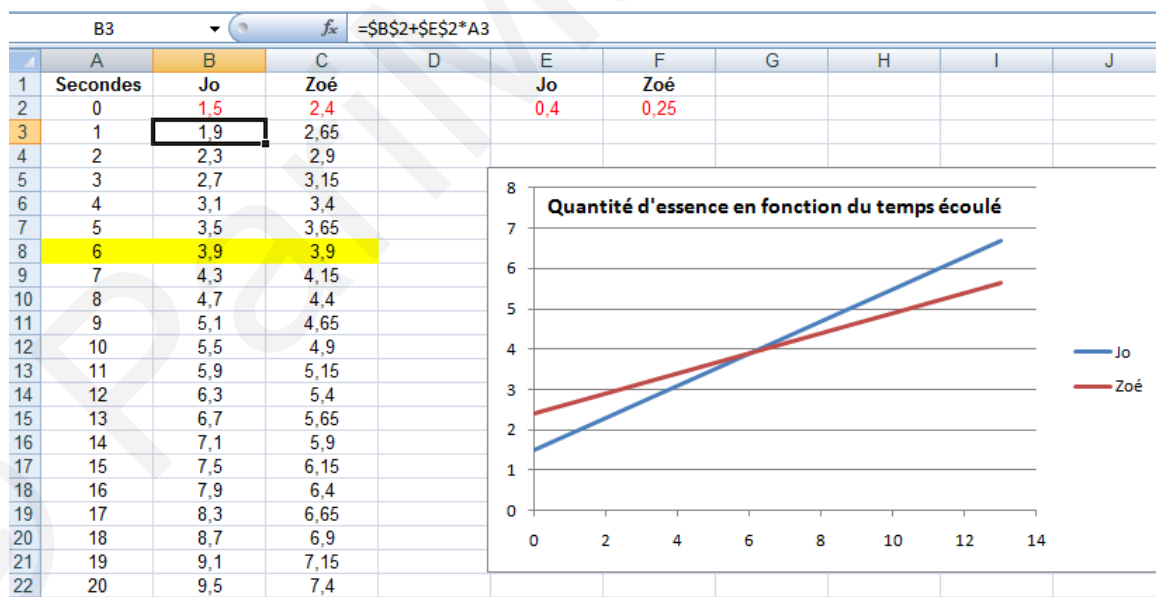 B3 fx =$B$2+$E$2*A3
A B C D E F G H I J
1 Secondes Jo Zoé Jo Zoé
2 0 1,5 2,4 0,4 0,25
3 1 1,9 2,65
4 2 2,3 2,9
5 3 2,7 3,15
6 4 3,1 3,4
7 5 3,5 3,65
8 6 3,9 3,9
9 7 4,3 4,15
10 8 4,7 4,4
11 9 5,1 4,65
12 10 5,5 4,9
13 11 5,9 5,15
14 12 6,3 5,4
15 13 6,7 5,65
16 14 7,1 5,9
17 15 7,5 6,15
18 16 7,9 6,4
19 17 8,3 6,65
20 18 8,7 6,9
21 19 9,1 7,15
22 20 9,5 7,4
Quantité d'essence en fonction du temps écoulé
8
7
6
5
4
3
2
1
0
0 2 4 6 8 10 12 14
Jo
Zoé